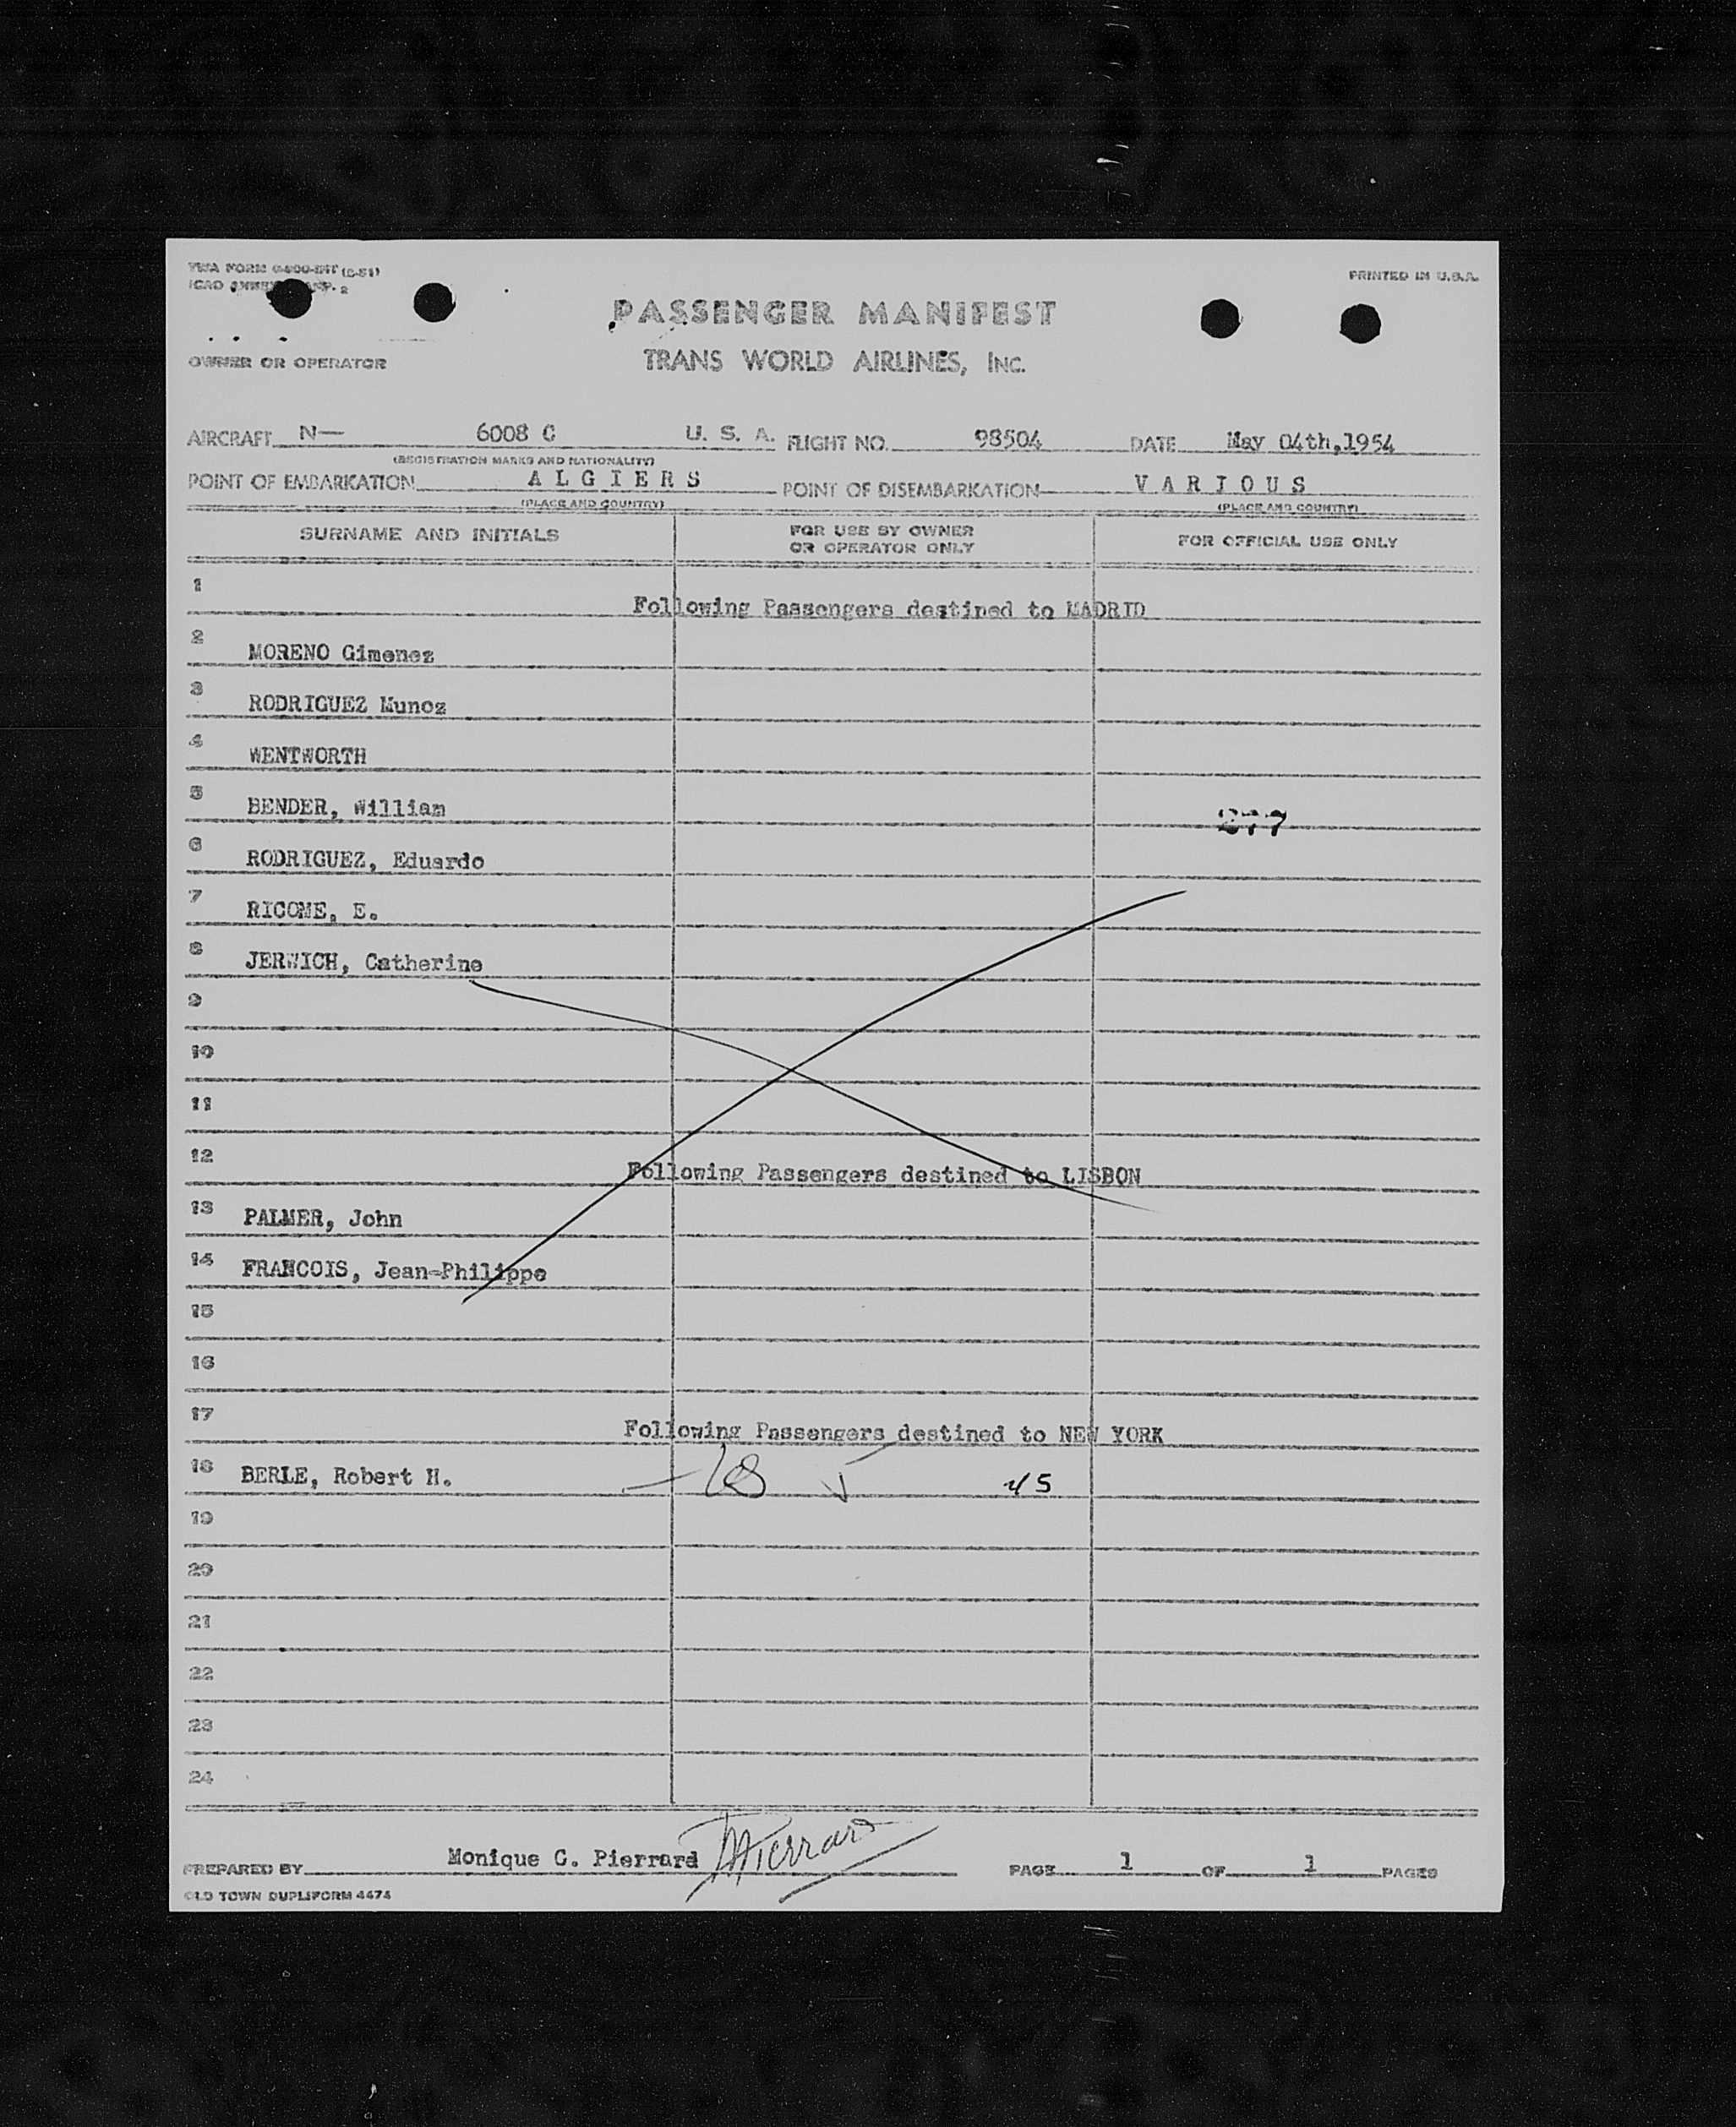 TWA FORM (C-51)
ICAO ANNEX 2
PRINTED IN U.S.A.
PASSENGER MANIFEST
OWNER OR OPERATOR
TRANS WORLD AIRLINES, INC.
AIRCRAFT N— 6008 C U. S. A. FLIGHT NO. 98504 DATE May 04th,1954
(REGISTRATION MARKS AND NATIONALITY)
POINT OF EMBARKATION A L G I E R S POINT OF DISEMBARKATION V A R I O U S
(PLACE AND COUNTRY) (PLACE AND COUNTRY)
SURNAME AND INITIALS FOR USE BY OWNER OR OPERATOR ONLY FOR OFFICIAL USE ONLY
1 Following Passengers destined to MADRID
2 MORENO Gimenez
3 RODRIGUEZ Munoz
4 WENTWORTH
5 BENDER, William 277
6 RODRIGUEZ, Eduardo
7 RICOME, E.
8 JERWICH, Catherine
9
10
11
12 Following Passengers destined to LISBON
13 PALMER, John
14 FRANCOIS, Jean-Philippe
15
16
17 Following Passengers destined to NEW YORK
18 BERLE, Robert H.
19
20
21
22
23
24
PREPARED BY Monique C. Pierrard MPierrard PAGE 1 OF 1 PAGES
OLD TOWN DUPLIFORM 4474